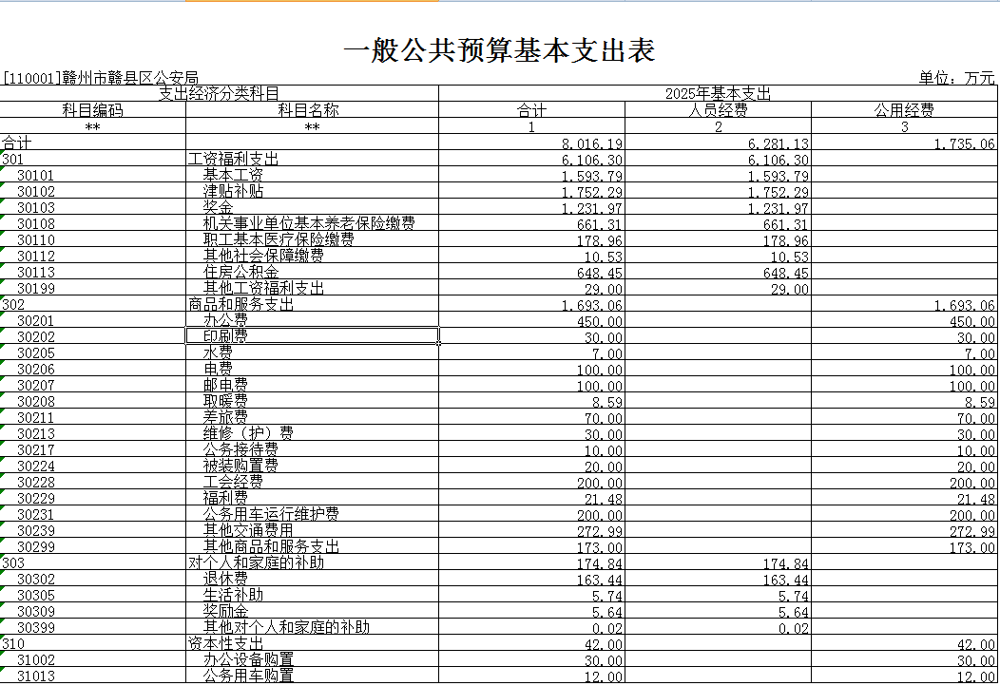 一般公共预算基本支出表
[110001]赣州市赣县区公安局 单位：万元
支出经济分类科目 2025年基本支出
科目编码 科目名称 合计 人员经费 公用经费
** ** 1 2 3
合计 8,016.19 6,281.13 1,735.06
301 工资福利支出 6,106.30 6,106.30
30101 基本工资 1,593.79 1,593.79
30102 津贴补贴 1,752.29 1,752.29
30103 奖金 1,231.97 1,231.97
30108 机关事业单位基本养老保险缴费 661.31 661.31
30110 职工基本医疗保险缴费 178.96 178.96
30112 其他社会保障缴费 10.53 10.53
30113 住房公积金 648.45 648.45
30199 其他工资福利支出 29.00 29.00
302 商品和服务支出 1,693.06 1,693.06
30201 办公费 450.00 450.00
30202 印刷费 30.00 30.00
30205 水费 7.00 7.00
30206 电费 100.00 100.00
30207 邮电费 100.00 100.00
30208 取暖费 8.59 8.59
30211 差旅费 70.00 70.00
30213 维修（护）费 30.00 30.00
30217 公务接待费 10.00 10.00
30224 被装购置费 20.00 20.00
30228 工会经费 200.00 200.00
30229 福利费 21.48 21.48
30231 公务用车运行维护费 200.00 200.00
30239 其他交通费用 272.99 272.99
30299 其他商品和服务支出 173.00 173.00
303 对个人和家庭的补助 174.84 174.84
30302 退休费 163.44 163.44
30305 生活补助 5.74 5.74
30309 奖励金 5.64 5.64
30399 其他对个人和家庭的补助 0.02 0.02
310 资本性支出 42.00 42.00
31002 办公设备购置 30.00 30.00
31013 公务用车购置 12.00 12.00